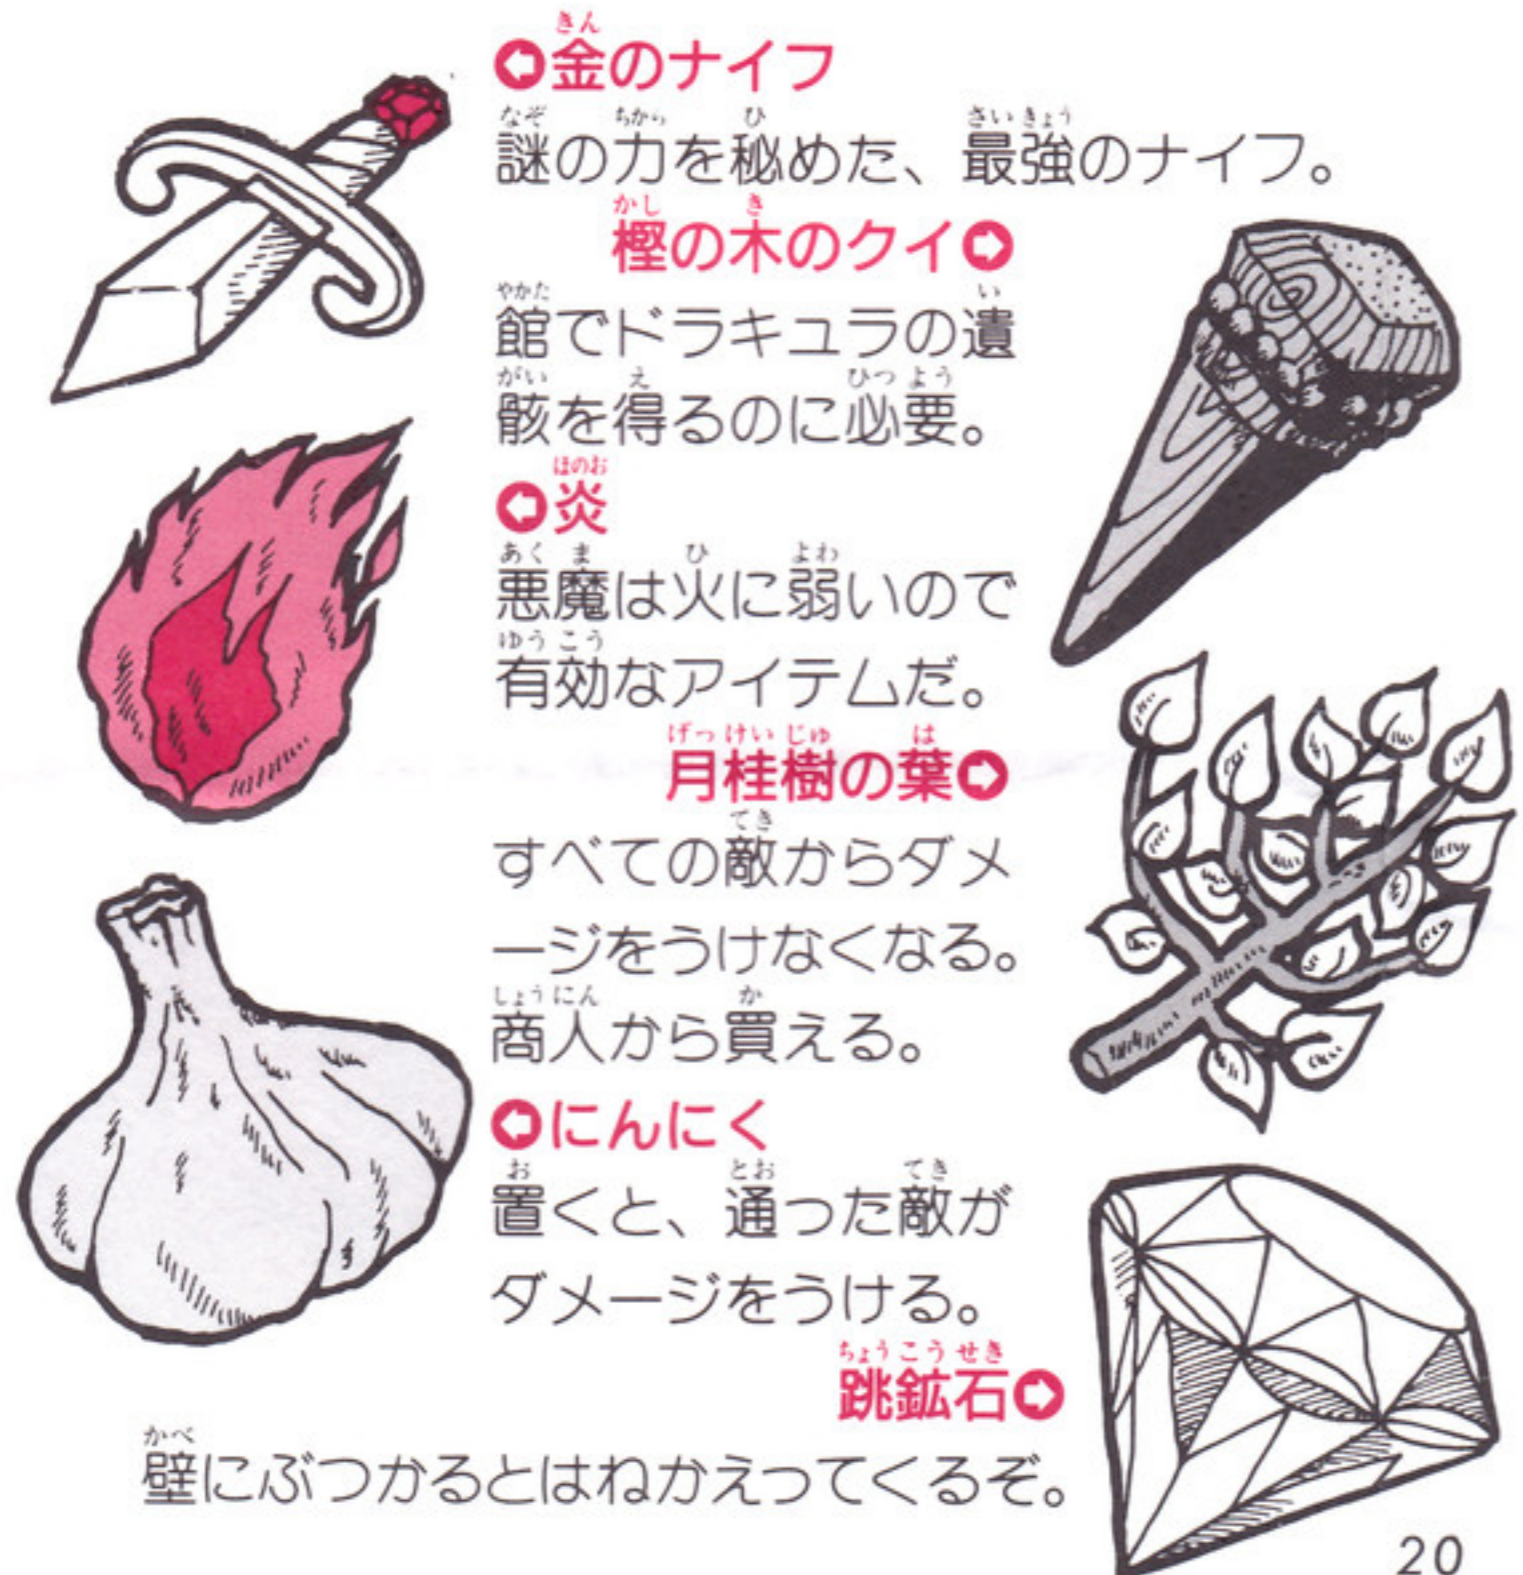 金のナイフ
謎の力を秘めた、最強のナイフ。
樫の木のクイ
館でドラキュラの遺
骸を得るのに必要。
炎
悪魔は火に弱いので
有効なアイテムだ。
月桂樹の葉
すべての敵からダメ
ージをうけなくなる。
商人から買える。
にんにく
置くと、通った敵が
ダメージをうける。
跳鉱石
壁にぶつかるとはねかえってくるぞ。
20